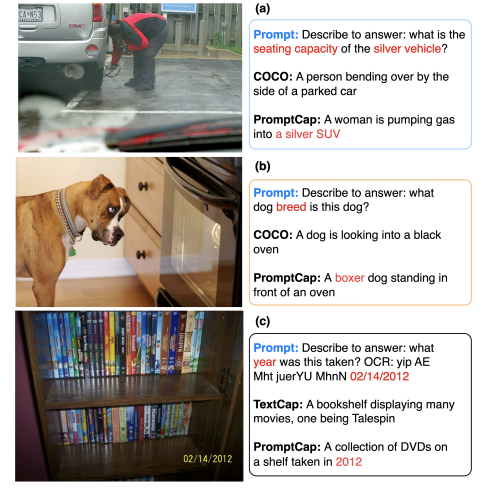 (a)
GMC
Prompt: Describe to answer: what is the
seating capacity of the silver vehicle?
COCO: A person bending over by the
side of a parked car
PromptCap: A woman is pumping gas
into a silver SUV
(b)
Prompt: Describe to answer: what
dog breed is this dog?
COCO: A dog is looking into a black
oven
PromptCap: A boxer dog standing in
front of an oven
(c)
Prompt: Describe to answer: what
year was this taken? OCR: yip AE
Mht juerYU MhnN 02/14/2012
TextCap: A bookshelf displaying many
movies, one being Talespin
PromptCap: A collection of DVDs on
a shelf taken in 2012
02/14/2012